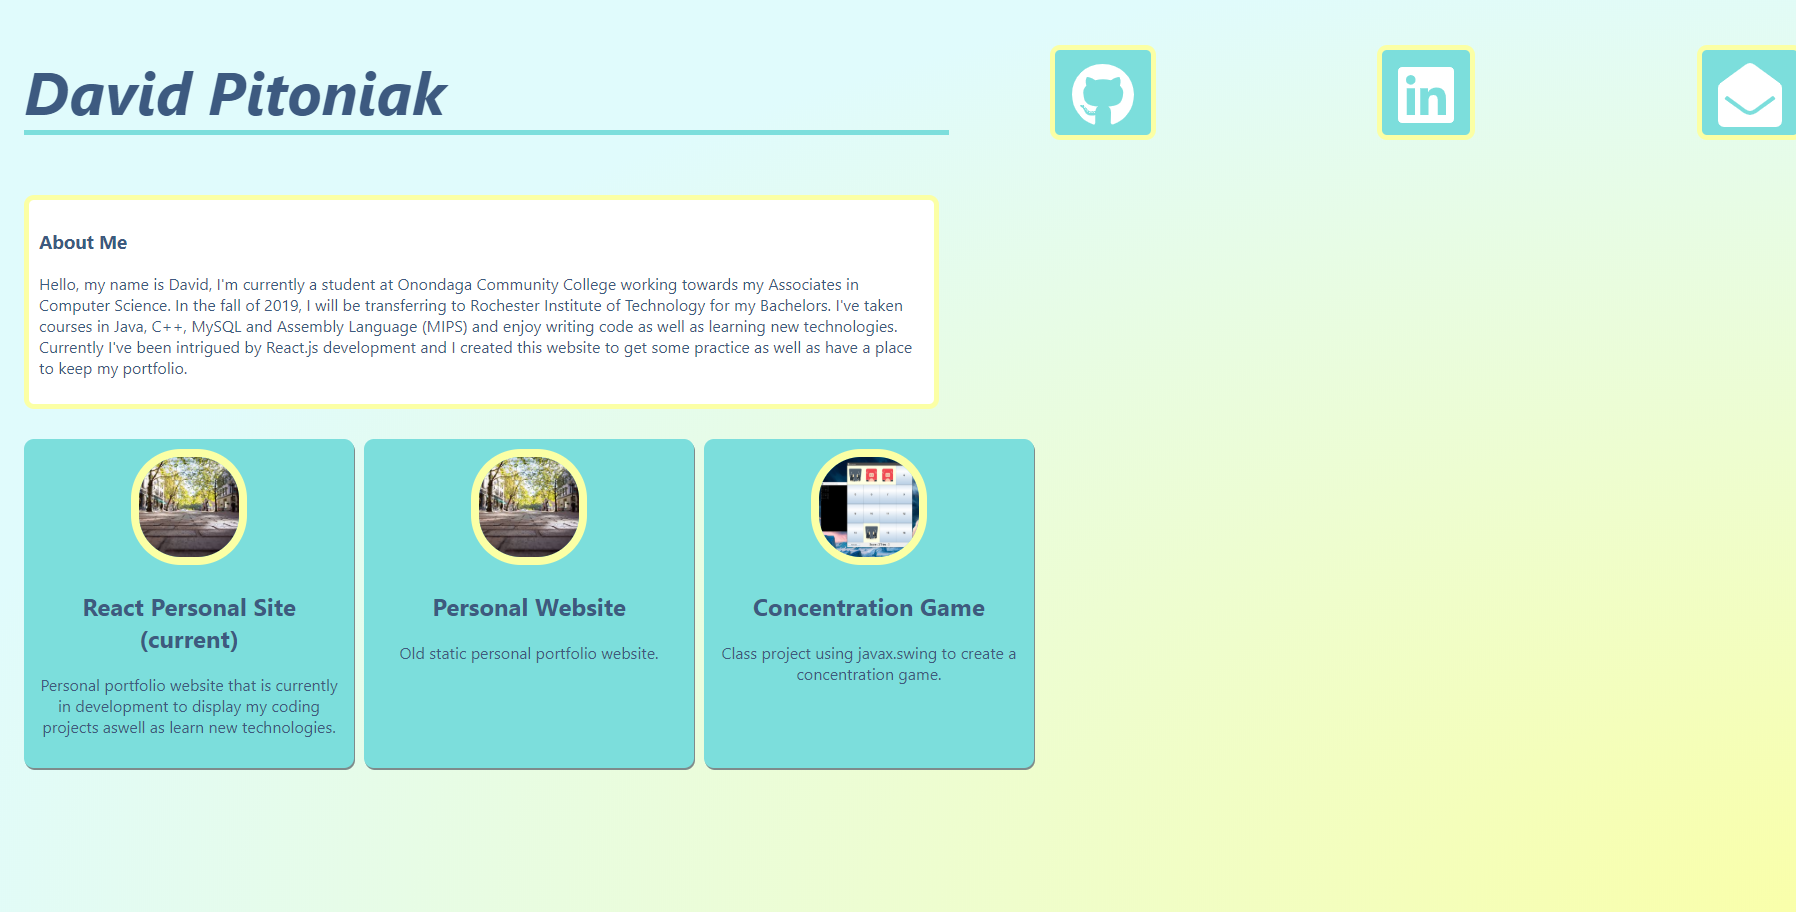 David Pitoniak
in
About Me
Hello, my name is David, I'm currently a student at Onondaga Community College working towards my Associates in
Computer Science. In the fall of 2019, I will be transferring to Rochester Institute of Technology for my Bachelors. I've taken
courses in Java, C++, MySQL and Assembly Language (MIPS) and enjoy writing code as well as learning new technologies.
Currently I've been intrigued by React.js development and I created this website to get some practice as well as have a place
to keep my portfolio.
React Personal Site
(current)
Personal portfolio website that is currently
in development to display my coding
projects aswell as learn new technologies.
Personal Website
Old static personal portfolio website.
Concentration Game
Class project using javax.swing to create a
concentration game.